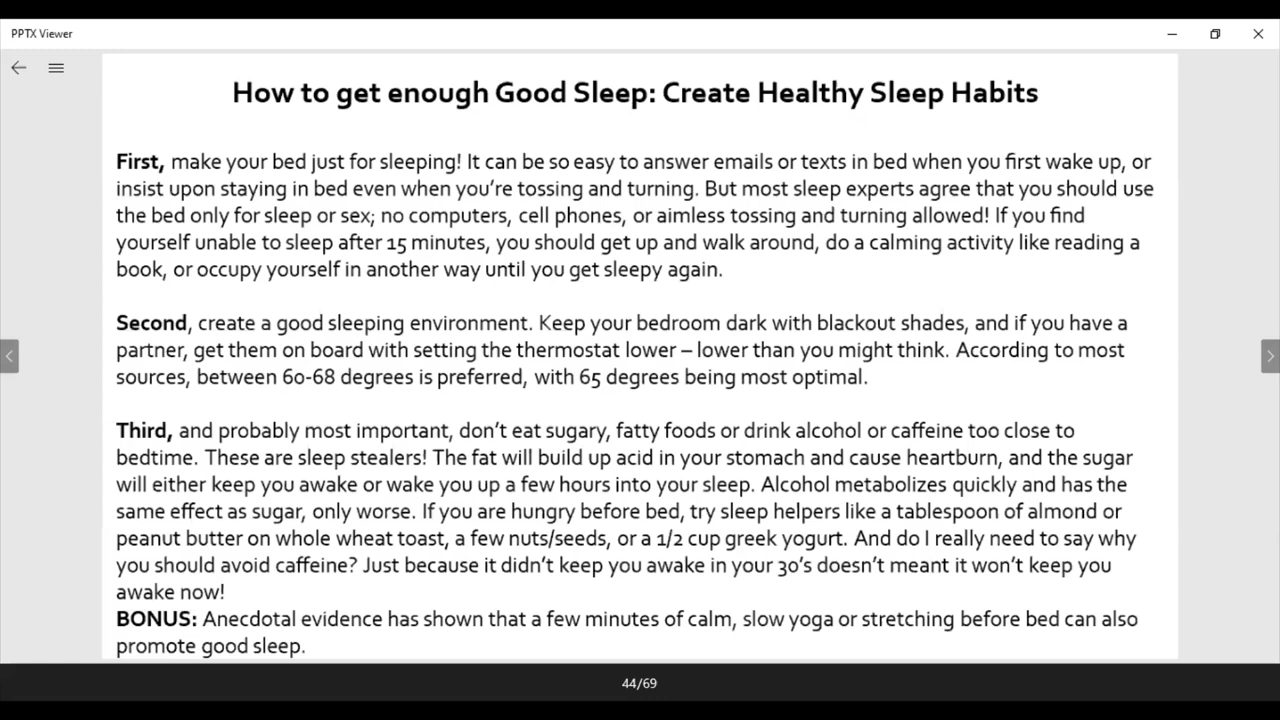 PPTX Viewer
How to get enough Good Sleep: Create Healthy Sleep Habits
First, make your bed just for sleeping! It can be so easy to answer emails or texts in bed when you first wake up, or
insist upon staying in bed even when you’re tossing and turning. But most sleep experts agree that you should use
the bed only for sleep or sex; no computers, cell phones, or aimless tossing and turning allowed! If you find
yourself unable to sleep after 15 minutes, you should get up and walk around, do a calming activity like reading a
book, or occupy yourself in another way until you get sleepy again.
Second, create a good sleeping environment. Keep your bedroom dark with blackout shades, and if you have a
partner, get them on board with setting the thermostat lower – lower than you might think. According to most
sources, between 60-68 degrees is preferred, with 65 degrees being most optimal.
Third, and probably most important, don’t eat sugary, fatty foods or drink alcohol or caffeine too close to
bedtime. These are sleep stealers! The fat will build up acid in your stomach and cause heartburn, and the sugar
will either keep you awake or wake you up a few hours into your sleep. Alcohol metabolizes quickly and has the
same effect as sugar, only worse. If you are hungry before bed, try sleep helpers like a tablespoon of almond or
peanut butter on whole wheat toast, a few nuts/seeds, or a 1/2 cup greek yogurt. And do I really need to say why
you should avoid caffeine? Just because it didn’t keep you awake in your 30’s doesn’t meant it won’t keep you
awake now!
BONUS: Anecdotal evidence has shown that a few minutes of calm, slow yoga or stretching before bed can also
promote good sleep.
44/69